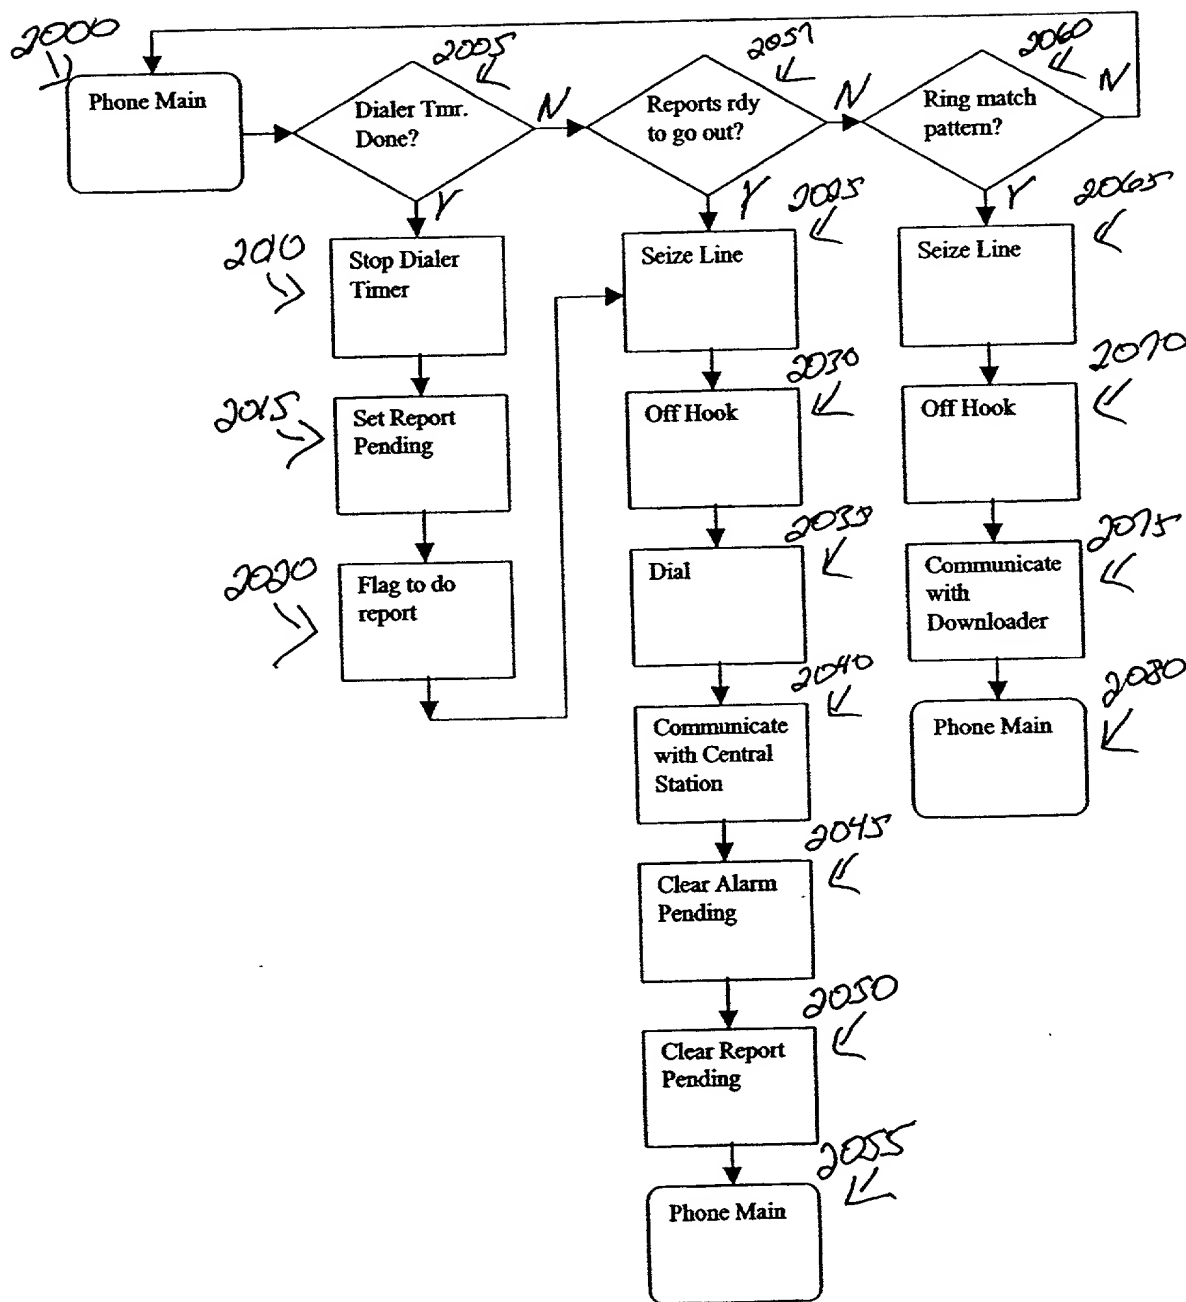 2000
Phone Main
2005
Dialer Tmr.
Done?
N
Y
2057
Reports rdy
to go out?
N
Y
2060
Ring match
pattern?
N
Y
2010
Stop Dialer
Timer
2025
Seize Line
2065
Seize Line
2015
Set Report
Pending
2030
Off Hook
2070
Off Hook
2020
Flag to do
report
2035
Dial
2075
Communicate
with
Downloader
2040
Communicate
with Central
Station
2080
Phone Main
2045
Clear Alarm
Pending
2050
Clear Report
Pending
2055
Phone Main